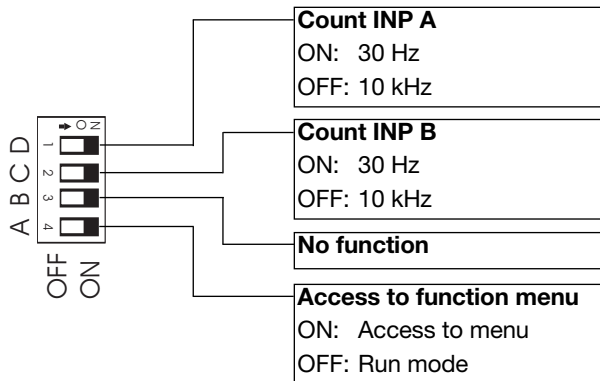 Count INP A
ON: 30 Hz
OFF: 10 kHz
Count INP B
ON: 30 Hz
OFF: 10 kHz
No function
Access to function menu
ON: Access to menu
OFF: Run mode
ON
1
2
3
4
D
C
B
A
OFF
ON